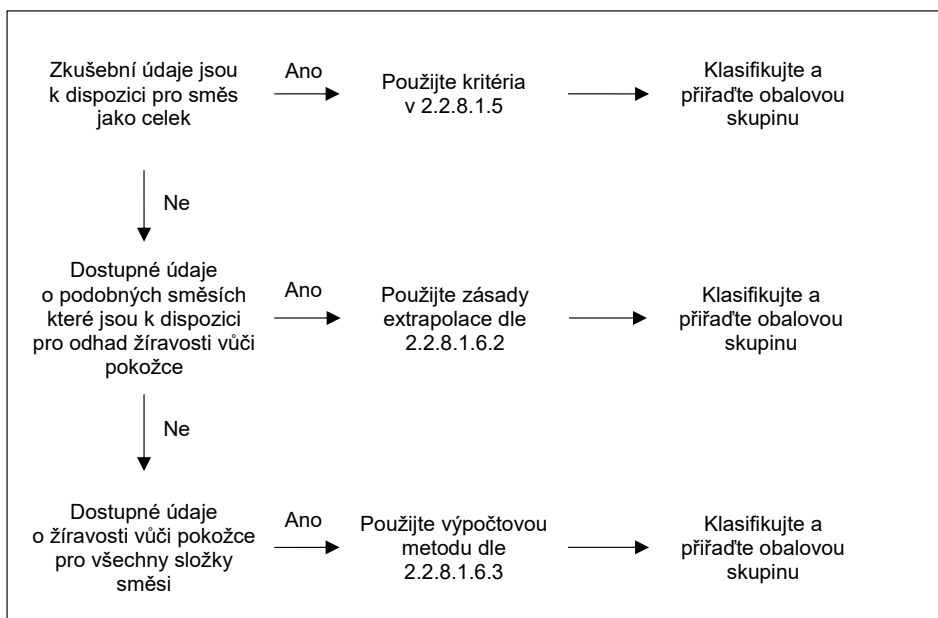 Zkušební údaje jsou
k dispozici pro směs
jako celek
Ano
Použijte kritéria
v 2.2.8.1.5
Klasifikujte a
přiřaďte obalovou
skupinu
Ne
Dostupné údaje
o podobných směsích
které jsou k dispozici
pro odhad žíravosti vůči
pokožce
Ano
Použijte zásady
extrapolace dle
2.2.8.1.6.2
Klasifikujte a
přiřaďte obalovou
skupinu
Ne
Dostupné údaje
o žíravosti vůči pokožce
pro všechny složky
směsi
Ano
Použijte výpočtovou
metodu dle
2.2.8.1.6.3
Klasifikujte a
přiřaďte obalovou
skupinu